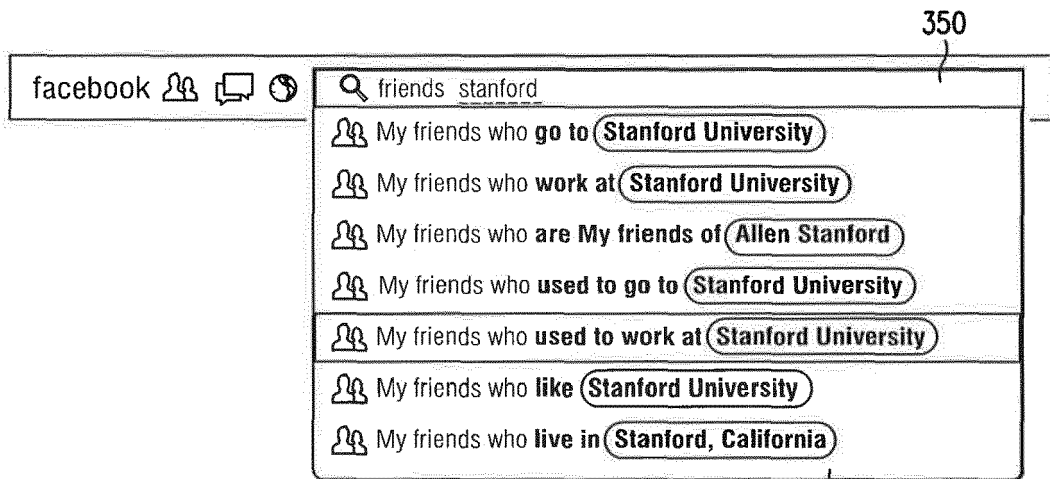 350
facebook
friends stanford
My friends who go to Stanford University
My friends who work at Stanford University
My friends who are My friends of Allen Stanford
My friends who used to go to Stanford University
My friends who used to work at Stanford University
My friends who like Stanford University
My friends who live in Stanford, California